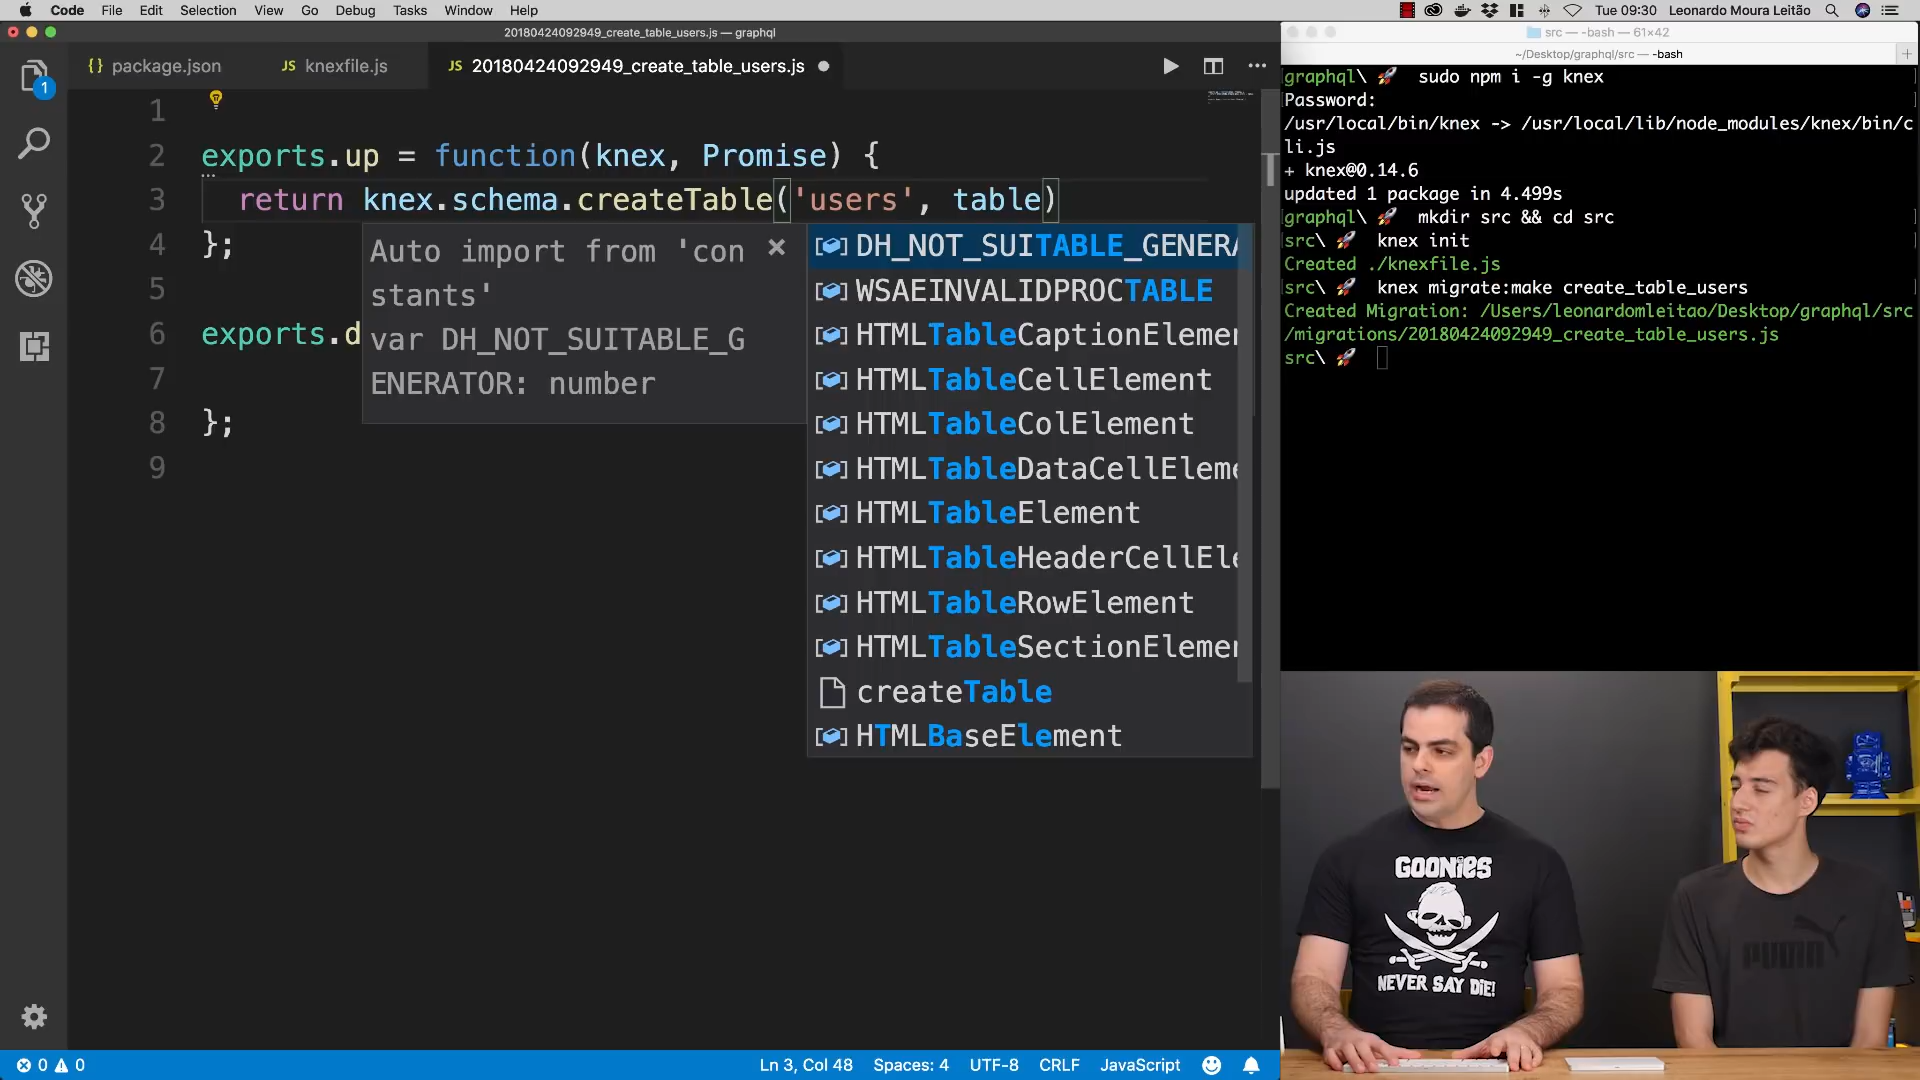 Code File Edit Selection View Go Debug Tasks Window Help
Tue 09:30 Leonardo Moura Leitão
20180424092949_create_table_users.js — graphql
{} package.json
JS knexfile.js
JS 20180424092949_create_table_users.js
1
1
2 exports.up = function(knex, Promise) {
3 return knex.schema.createTable('users', table)
4 };
5
6 exports.d
7
8 };
9
Auto import from 'con
stants'
var DH_NOT_SUITABLE_G
ENERATOR: number
DH_NOT_SUITABLE_GENERA
WSAEINVALIDPROCTABLE
HTMLTableCaptionElemen
HTMLTableCellElement
HTMLTableColElement
HTMLTableDataCellEleme
HTMLTableElement
HTMLTableHeaderCellEle
HTMLTableRowElement
HTMLTableSectionElemen
createTable
HTMLBaseElement
0 0
Ln 3, Col 48 Spaces: 4 UTF-8 CRLF JavaScript
src — -bash — 61×42
~/Desktop/graphql/src — -bash
graphql\ 🚀 sudo npm i -g knex
Password:
/usr/local/bin/knex -> /usr/local/lib/node_modules/knex/bin/c
li.js
+ knex@0.14.6
updated 1 package in 4.499s
graphql\ 🚀 mkdir src && cd src
src\ 🚀 knex init
Created ./knexfile.js
src\ 🚀 knex migrate:make create_table_users
Created Migration: /Users/leonardomleitao/Desktop/graphql/src
/migrations/20180424092949_create_table_users.js
src\ 🚀
GOONIES
NEVER SAY DIE!
PUMA